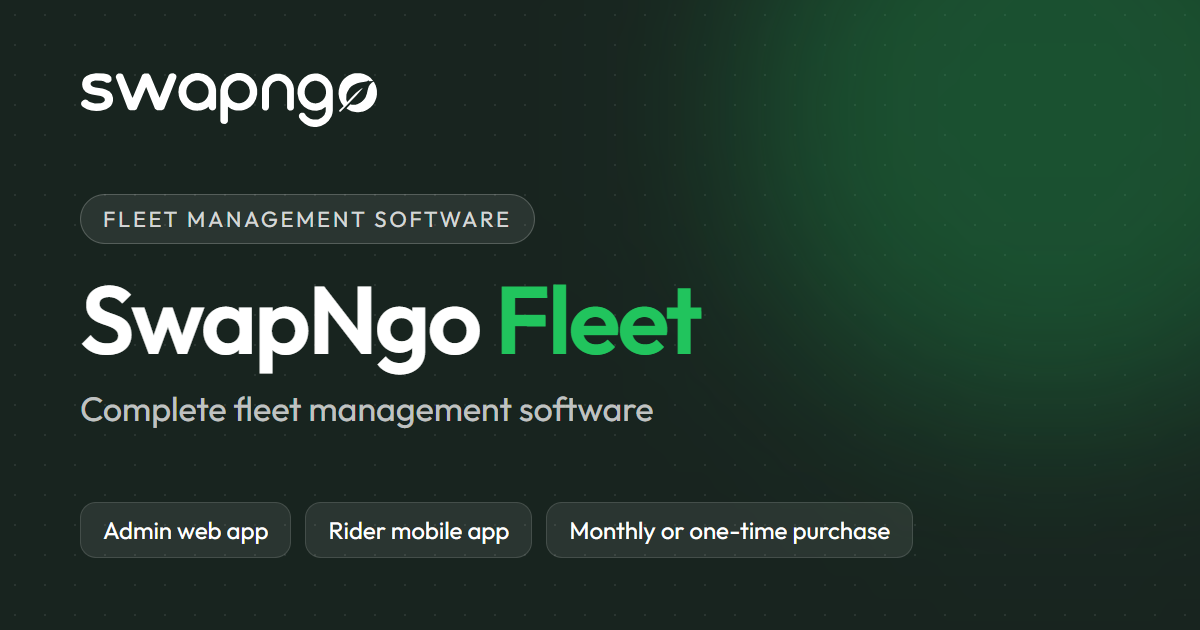 swapngo
FLEET MANAGEMENT SOFTWARE
SwapNgo Fleet
Complete fleet management software
Admin web app
Rider mobile app
Monthly or one-time purchase